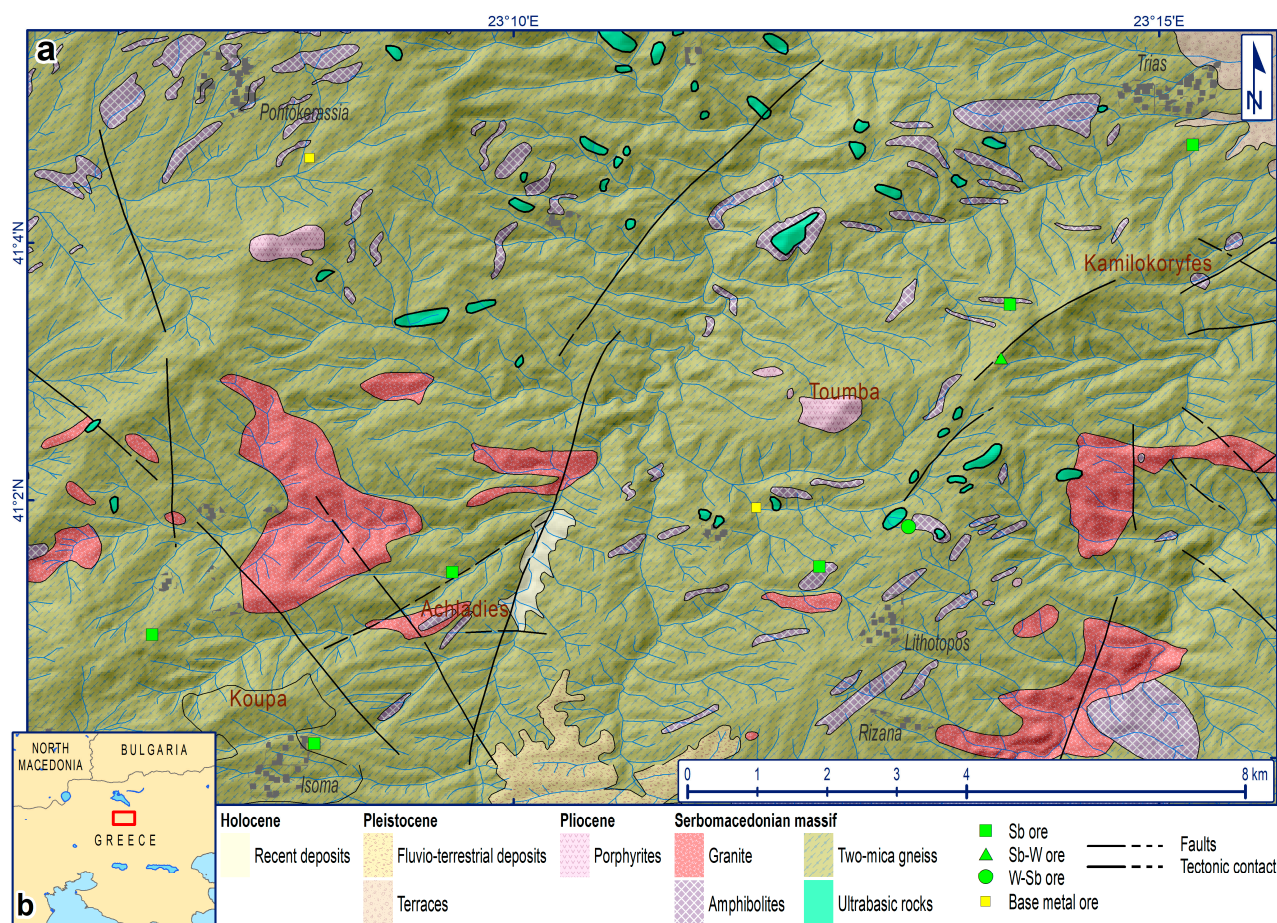 a
23°10'E
23°15'E
Trias
N
Pontokerassia
41°4'N
Kamilokoryfes
Toumba
41°2'N
Achladies
Lithotopos
Koupa
Rizana
Isoma
0 1 2 4 8 km
NORTH MACEDONIA
BULGARIA
GREECE
b
Holocene
Recent deposits
Pleistocene
Fluvio-terrestrial deposits
Terraces
Pliocene
Porphyrites
Serbomacedonian massif
Granite
Two-mica gneiss
Amphibolites
Ultrabasic rocks
Sb ore
Sb-W ore
W-Sb ore
Base metal ore
Faults
Tectonic contact